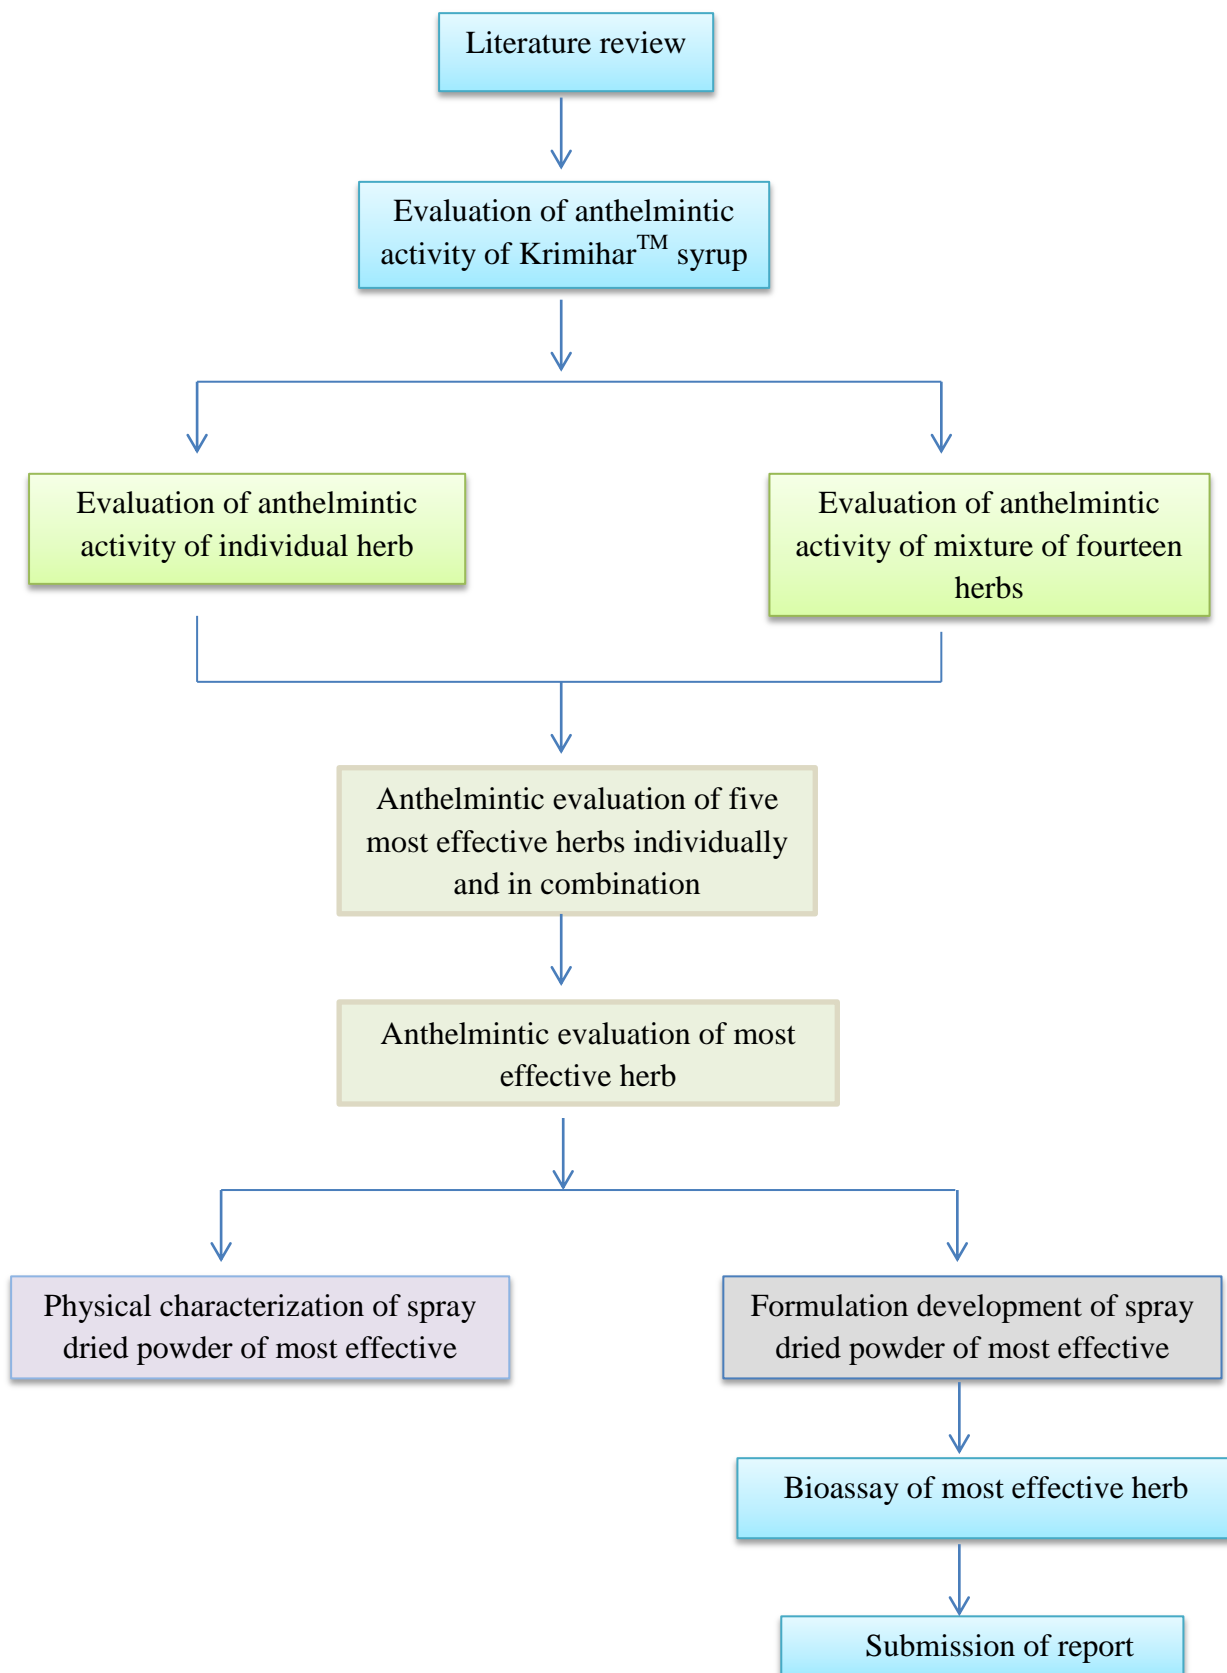 Literature review
Evaluation of anthelmintic
activity of Krimihar™ syrup
Evaluation of anthelmintic
activity of individual herb
Evaluation of anthelmintic
activity of mixture of fourteen
herbs
Anthelmintic evaluation of five
most effective herbs individually
and in combination
Anthelmintic evaluation of most
effective herb
Physical characterization of spray
dried powder of most effective
Formulation development of spray
dried powder of most effective
Bioassay of most effective herb
Submission of report